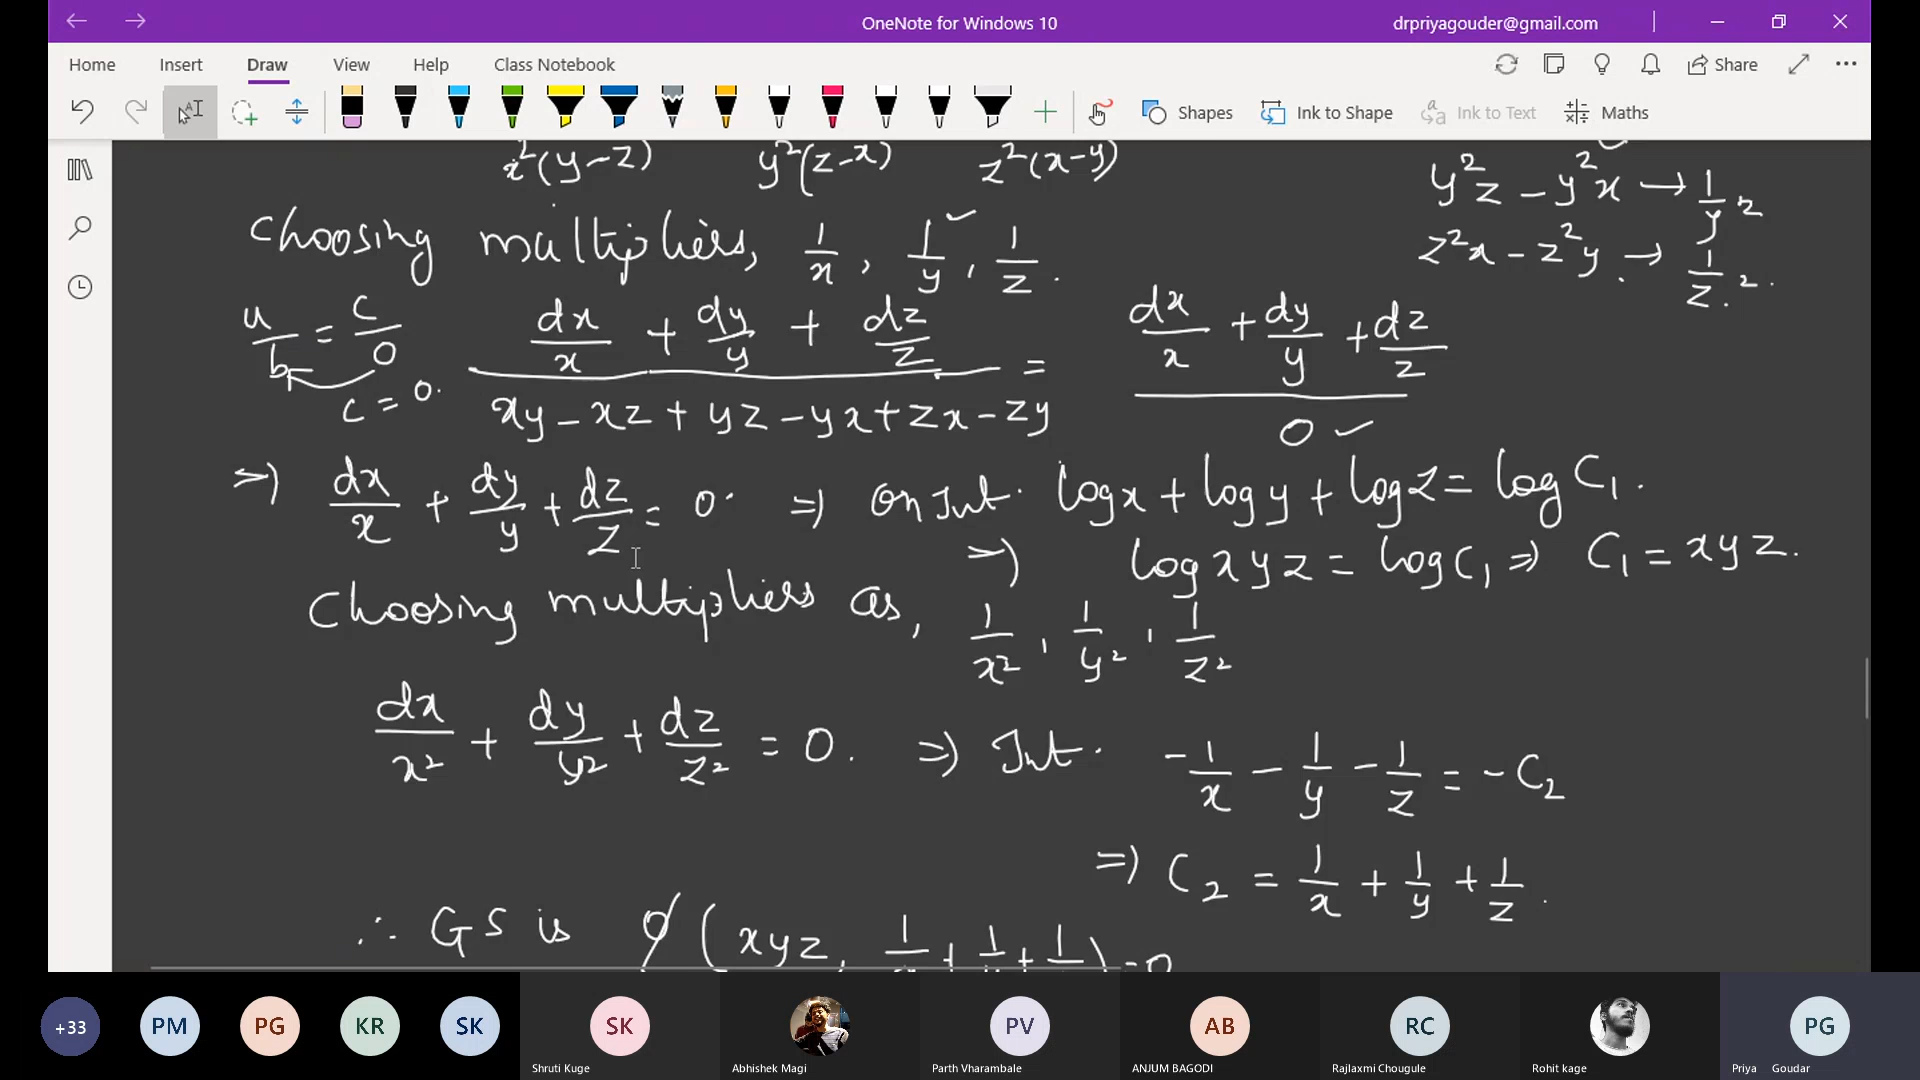 OneNote for Windows 10
drpriyagouder@gmail.com
Home Insert Draw View Help Class Notebook Share
Shapes Ink to Shape Ink to Text Maths
x²(y-z) y²(z-x) z²(x-y)
y²z - y²x → 1/y²
z²x - z²y. → 1/z².
Choosing multipliers, 1/x, 1/y, 1/z.
u/b = c/0
c = 0.
(dx/x + dy/y + dz/z)/(xy - xz + yz - yx + zx - zy) = (dx/x + dy/y + dz/z)/0
⇒ dx/x + dy/y + dz/z = 0. ⇒ On Int. logx + logy + logz = log C₁.
⇒ log xyz = log C₁ ⇒ C₁ = xyz.
Choosing multipliers as, 1/x², 1/y², 1/z²
dx/x² + dy/y² + dz/z² = 0. ⇒ Int. -1/x - 1/y - 1/z = -C₂
⇒ C₂ = 1/x + 1/y + 1/z.
∴ GS is φ(xyz,
+33 PM PG KR SK SK PV AB RC PG
Shruti Kuge Abhishek Magi Parth Vharambale ANJUM BAGODI Rajlaxmi Chougule Rohit kage Priya Goudar